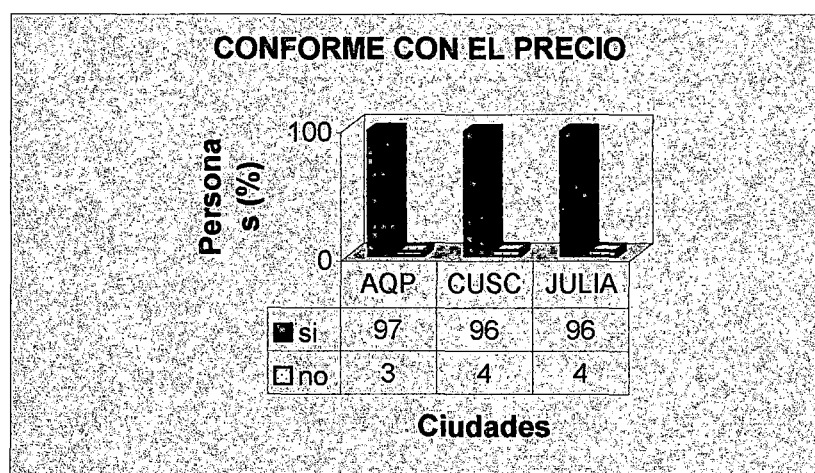 CONFORME CON EL PRECIO
Persona
s (%)
100
0
AQP CUSC JULIA
si 97 96 96
no 3 4 4
Ciudades